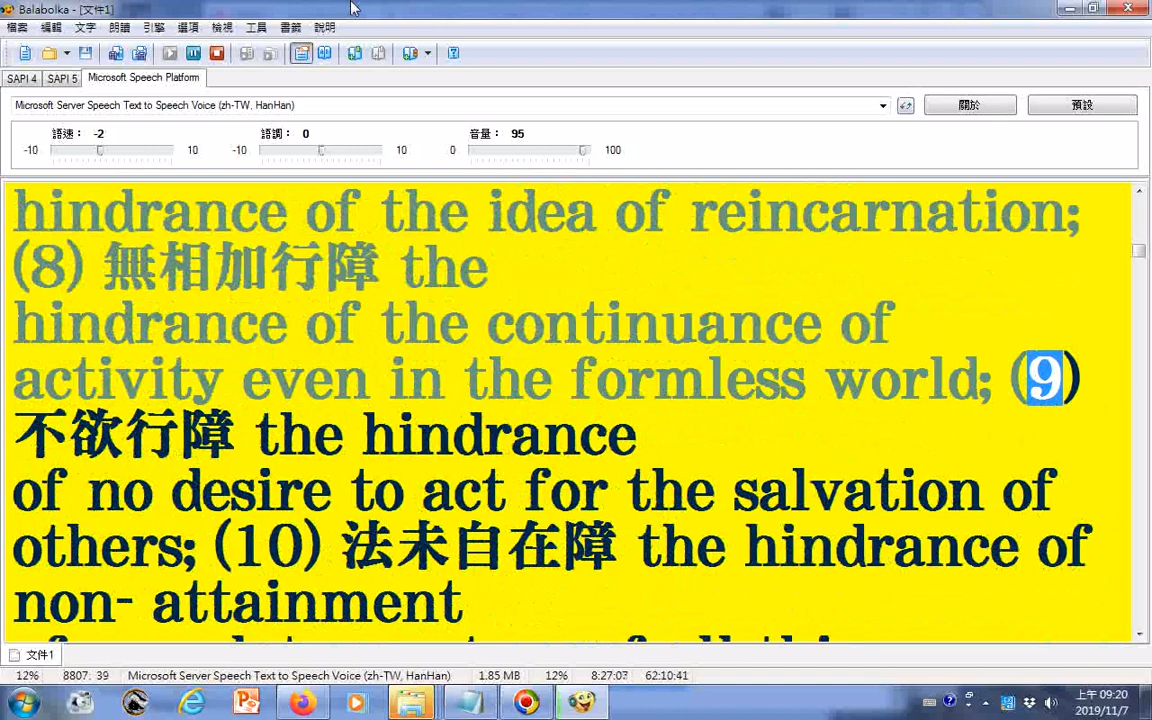 Balabolka - [文件1]
檔案 編輯 文字 朗讀 引擎 選項 檢視 工具 書籤 說明
SAPI 4 SAPI 5 Microsoft Speech Platform
Microsoft Server Speech Text to Speech Voice (zh-TW, HanHan) 關於 預設
語速： -2 語調： 0 音量： 95
-10 10 -10 10 0 100
hindrance of the idea of reincarnation;
(8) 無相加行障 the
hindrance of the continuance of
activity even in the formless world; (9)
不欲行障 the hindrance
of no desire to act for the salvation of
others; (10) 法未自在障 the hindrance of
non- attainment
文件1
12% 8807: 39 Microsoft Server Speech Text to Speech Voice (zh-TW, HanHan) 1.85 MB 12% 8:27:07 62:10:41
上午 09:20
2019/11/7